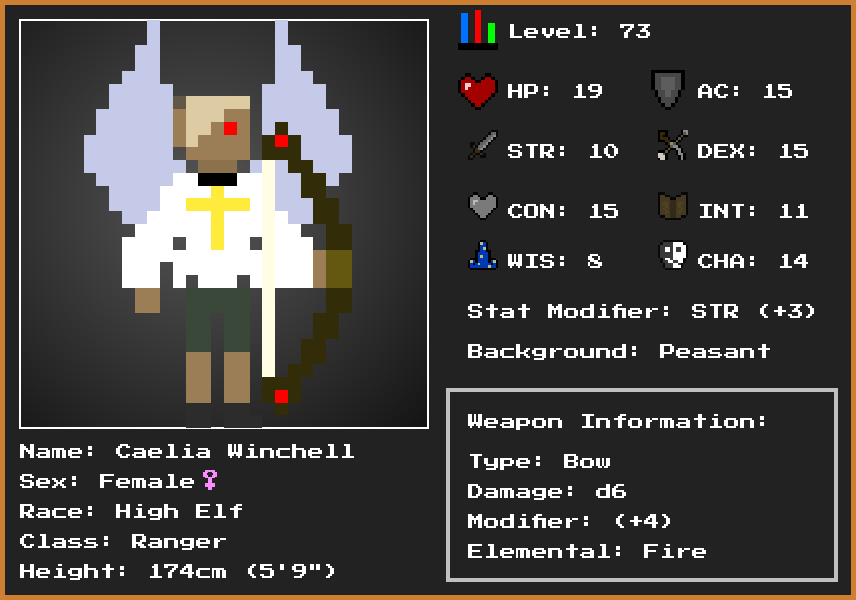 Level: 73
HP: 19
AC: 15
STR: 10
DEX: 15
CON: 15
INT: 11
WIS: 8
CHA: 14
Stat Modifier: STR (+3)
Background: Peasant
Weapon Information:
Type: Bow
Damage: d6
Modifier: (+4)
Elemental: Fire
Name: Caelia Winchell
Sex: Female♀
Race: High Elf
Class: Ranger
Height: 174cm (5'9")